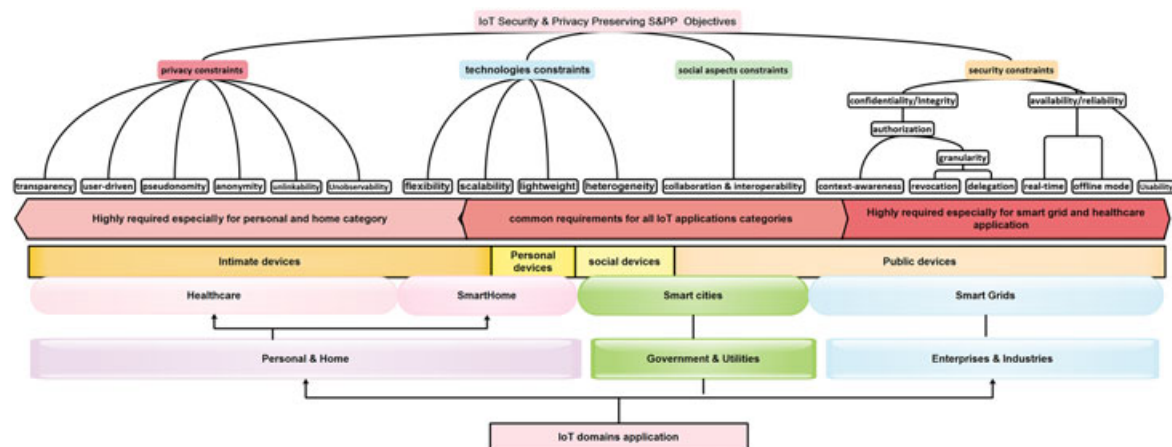 IoT Security & Privacy Preserving S&PP Objectives
privacy constraints
technologies constraints
social aspects constraints
security constraints
confidentiality/Integrity
availability/reliability
authorization
granularity
transparency
user-driven
pseudonomity
anonymity
unlinkability
Unobservability
flexibility
scalability
lightweight
heterogeneity
collaboration & interoperability
context-awareness
revocation
delegation
real-time
offline mode
Usability
Highly required especially for personal and home category
common requirements for all IoT applications categories
Highly required especially for smart grid and healthcare
application
Intimate devices
Personal
devices
social devices
Public devices
Healthcare
SmartHome
Smart cities
Smart Grids
Personal & Home
Government & Utilities
Enterprises & Industries
IoT domains application